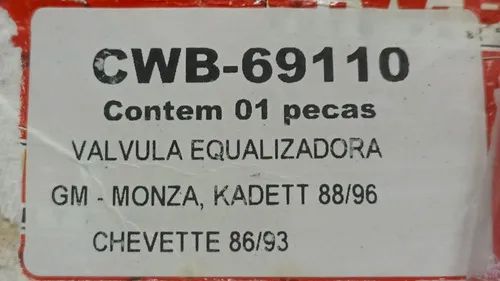 CWB-69110
Contem 01 pecas
VALVULA EQUALIZADORA
GM - MONZA, KADETT 88/96
CHEVETTE 86/93